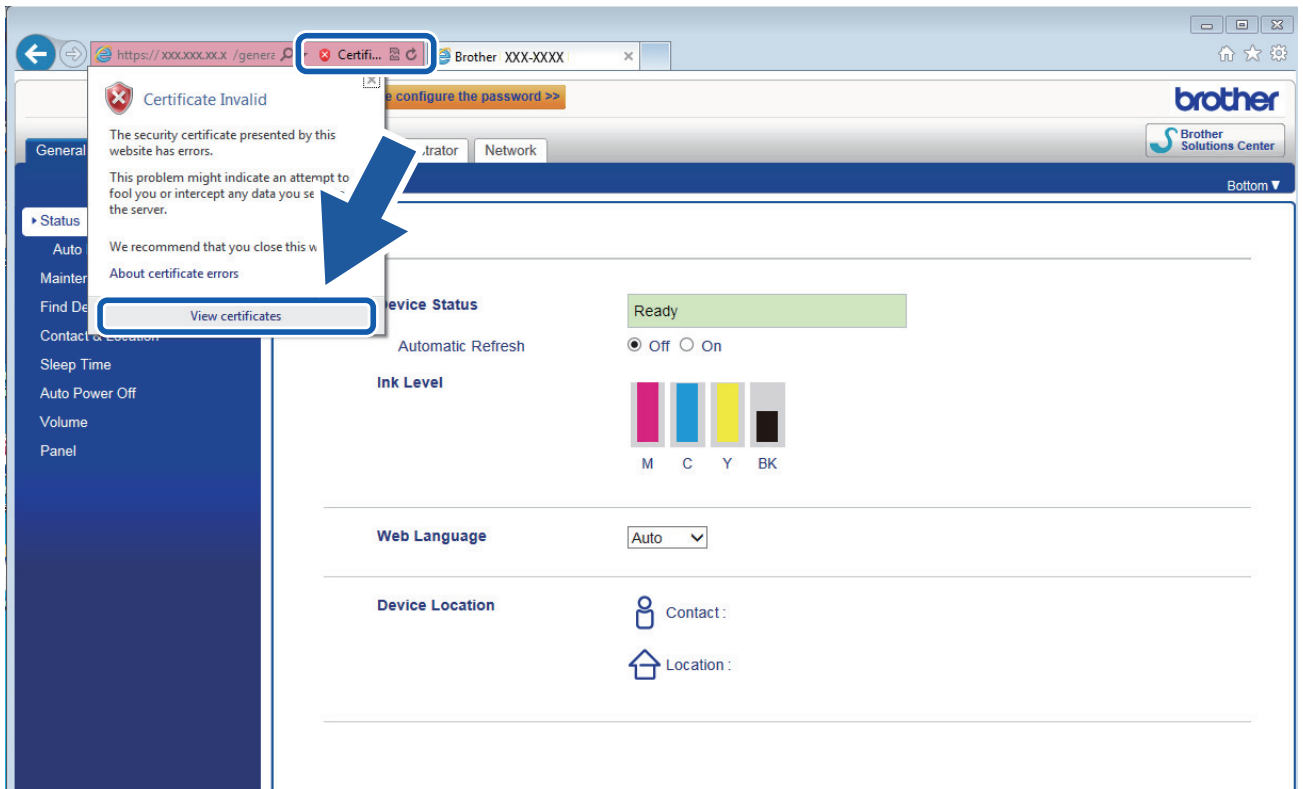 https://xxx.xxx.xx.x /genera
Certifi...
Brother XXX-XXXX
Certificate Invalid
The security certificate presented by this
website has errors.
This problem might indicate an attempt to
fool you or intercept any data you se
the server.
We recommend that you close this w
About certificate errors
View certificates
e configure the password >>
brother
Brother
Solutions Center
General
trator
Network
Bottom▼
Status
Auto
Mainter
Find De
Contact & Location
Sleep Time
Auto Power Off
Volume
Panel
Device Status
Ready
Automatic Refresh
Off
On
Ink Level
M
C
Y
BK
Web Language
Auto
Device Location
Contact :
Location :